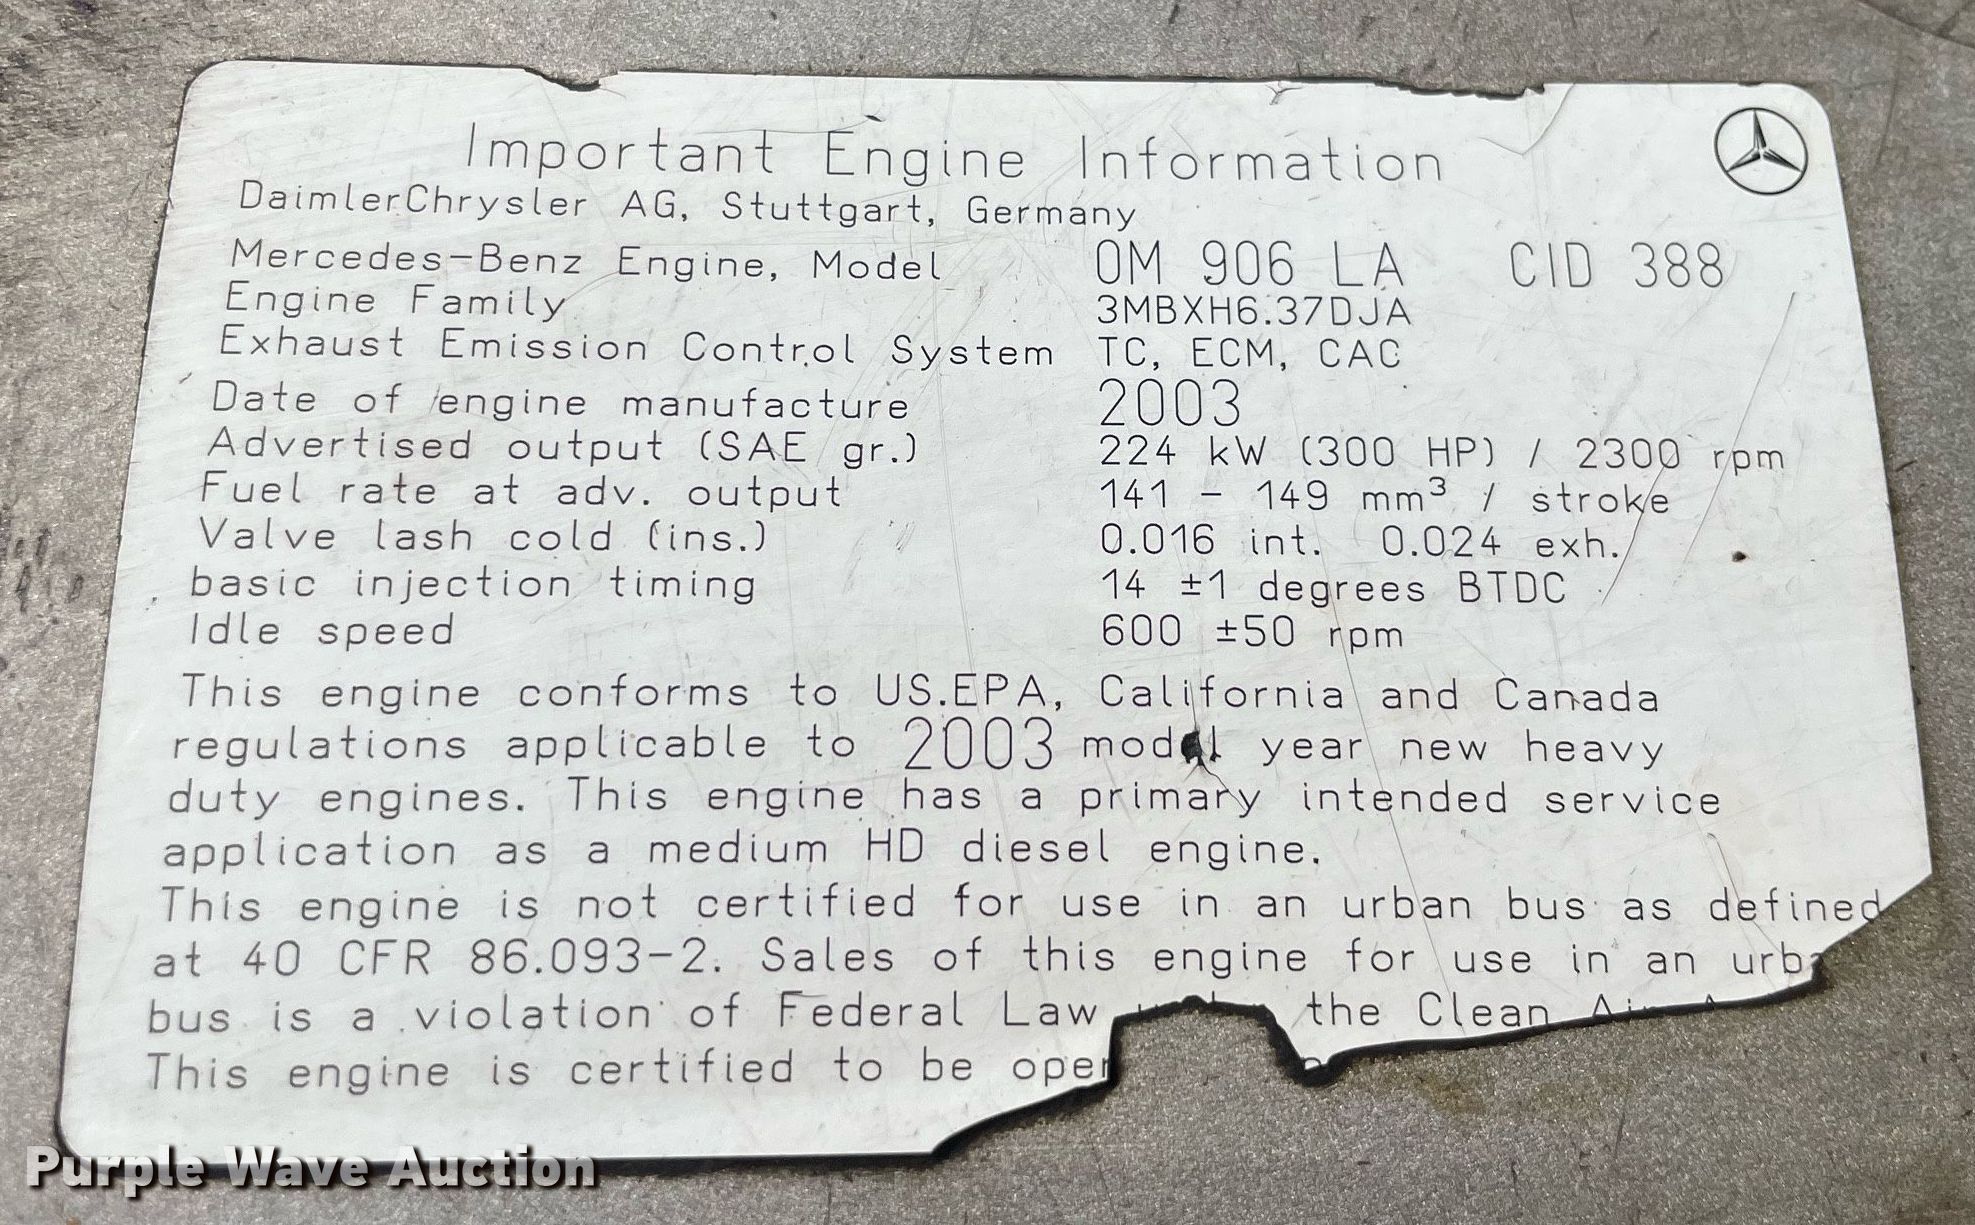 Important Engine Information
DaimlerChrysler AG, Stuttgart, Germany
Mercedes-Benz Engine, Model OM 906 LA CID 388
Engine Family 3MBXH6.37DJA
Exhaust Emission Control System TC, ECM, CAC
Date of engine manufacture 2003
Advertised output (SAE gr.) 224 kW (300 HP) / 2300 rpm
Fuel rate at adv. output 141 - 149 mm³ / stroke
Valve lash cold (ins.) 0.016 int. 0.024 exh.
basic injection timing 14 ±1 degrees BTDC
Idle speed 600 ±50 rpm
This engine conforms to US.EPA, California and Canada
regulations applicable to 2003 model year new heavy
duty engines. This engine has a primary intended service
application as a medium HD diesel engine.
This engine is not certified for use in an urban bus as defined
at 40 CFR 86.093-2. Sales of this engine for use in an urb
bus is a violation of Federal Law the Clean
This engine is certified to be oper
Purple Wave Auction